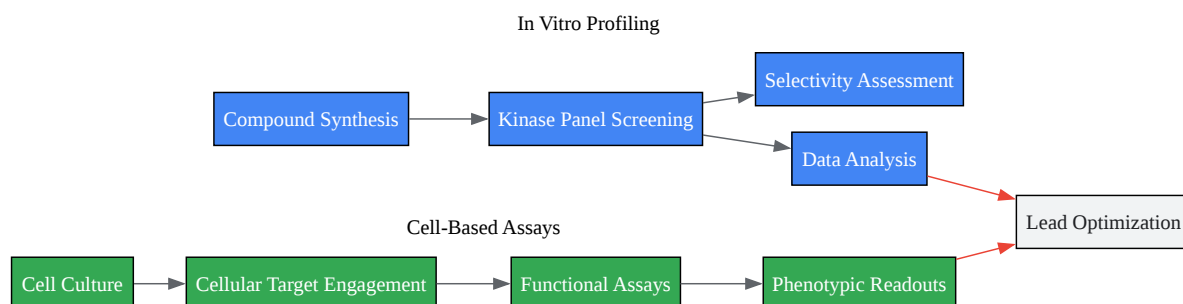 In Vitro Profiling
Selectivity Assessment
Compound Synthesis
Kinase Panel Screening
Data Analysis
Lead Optimization
Cell-Based Assays
Cell Culture
Cellular Target Engagement
Functional Assays
Phenotypic Readouts